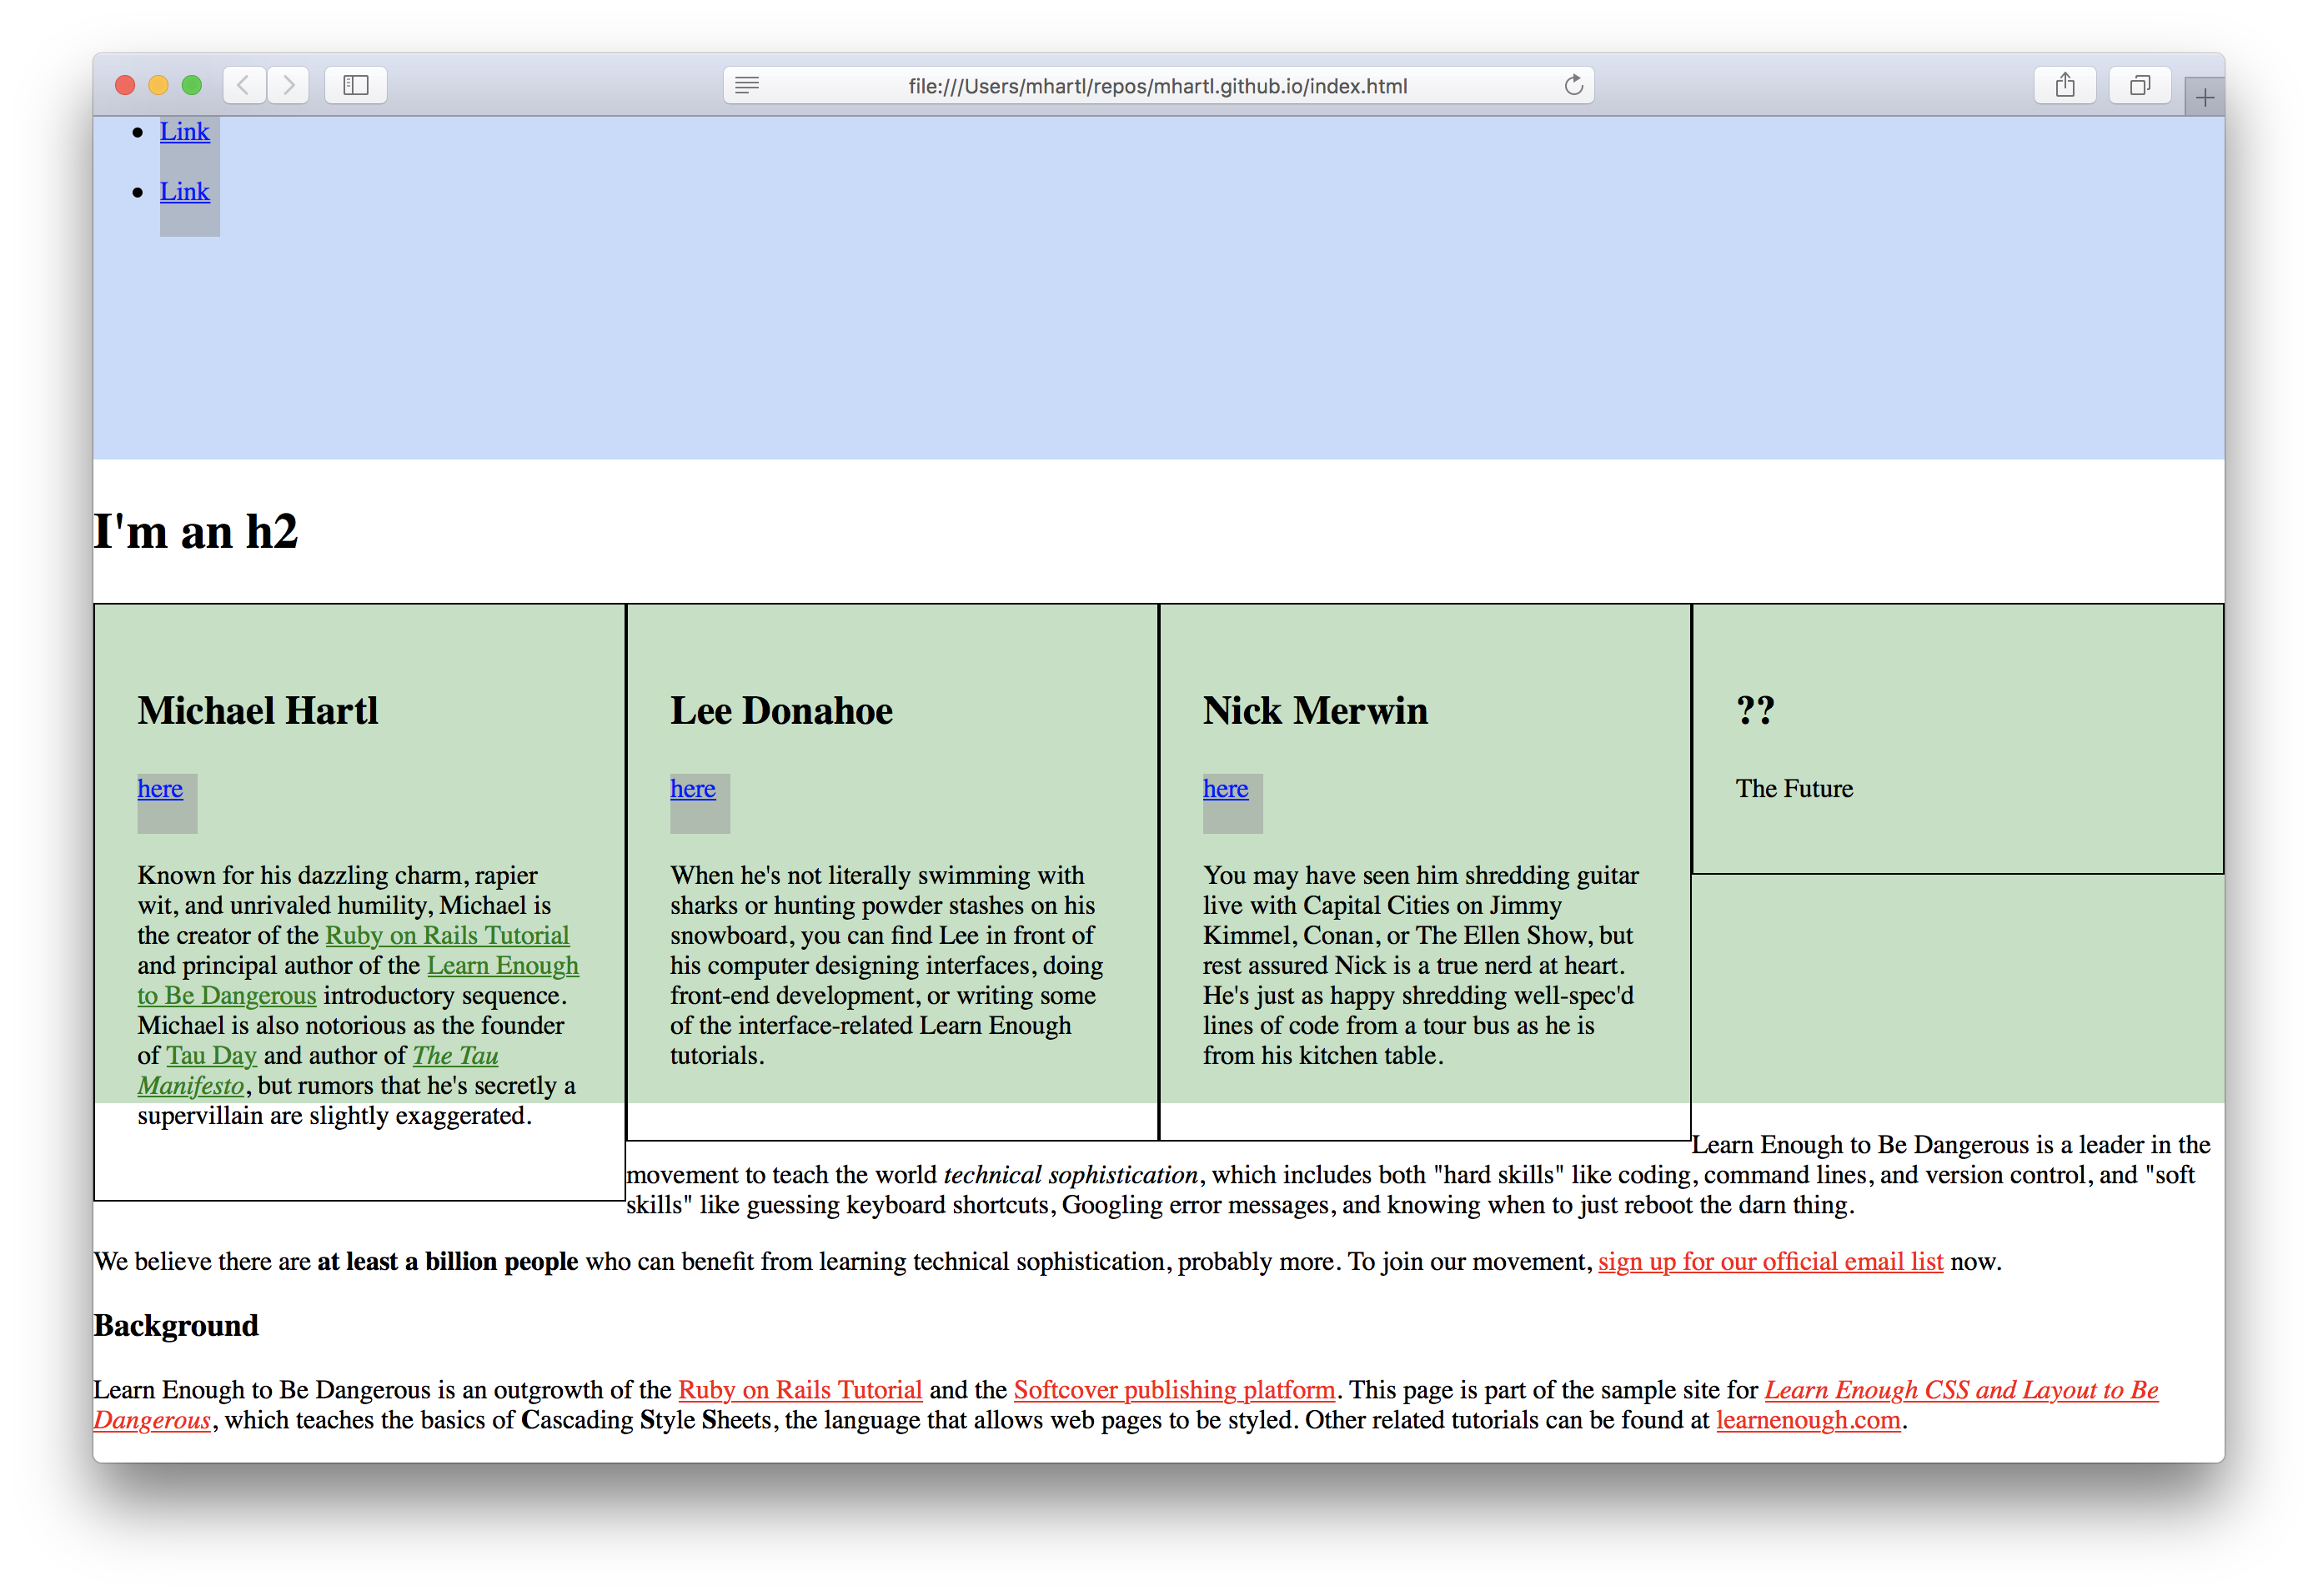 file:///Users/mhartl/repos/mhartl.github.io/index.html
Link
Link
I'm an h2
Michael Hartl
here
Known for his dazzling charm, rapier
wit, and unrivaled humility, Michael is
the creator of the Ruby on Rails Tutorial
and principal author of the Learn Enough
to Be Dangerous introductory sequence.
Michael is also notorious as the founder
of Tau Day and author of The Tau
Manifesto, but rumors that he's secretly a
supervillain are slightly exaggerated.
Lee Donahoe
here
When he's not literally swimming with
sharks or hunting powder stashes on his
snowboard, you can find Lee in front of
his computer designing interfaces, doing
front-end development, or writing some
of the interface-related Learn Enough
tutorials.
Nick Merwin
here
You may have seen him shredding guitar
live with Capital Cities on Jimmy
Kimmel, Conan, or The Ellen Show, but
rest assured Nick is a true nerd at heart.
He's just as happy shredding well-spec'd
lines of code from a tour bus as he is
from his kitchen table.
??
The Future
Learn Enough to Be Dangerous is a leader in the
movement to teach the world technical sophistication, which includes both "hard skills" like coding, command lines, and version control, and "soft
skills" like guessing keyboard shortcuts, Googling error messages, and knowing when to just reboot the darn thing.
We believe there are at least a billion people who can benefit from learning technical sophistication, probably more. To join our movement, sign up for our official email list now.
Background
Learn Enough to Be Dangerous is an outgrowth of the Ruby on Rails Tutorial and the Softcover publishing platform. This page is part of the sample site for Learn Enough CSS and Layout to Be
Dangerous, which teaches the basics of Cascading Style Sheets, the language that allows web pages to be styled. Other related tutorials can be found at learnenough.com.